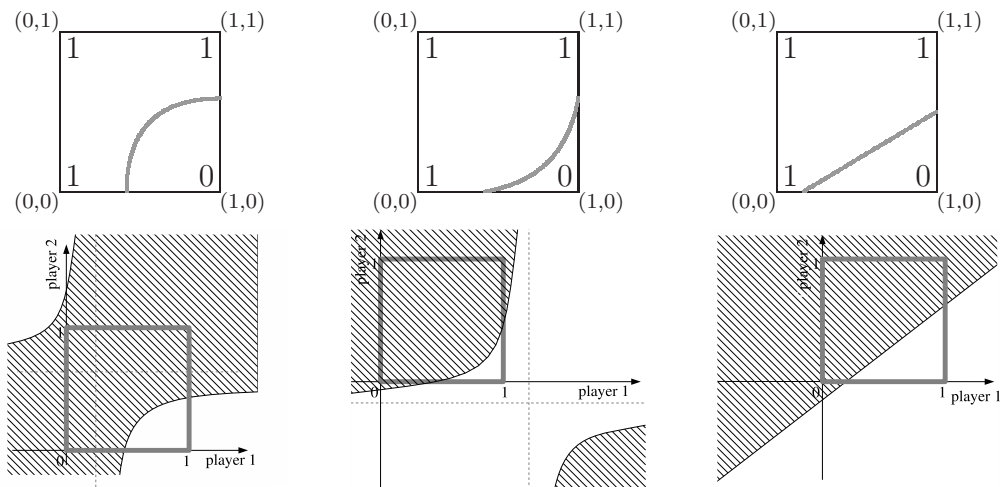 (0,1) (1,1)
1 1
1 0
(0,0) (1,0)
(0,1) (1,1)
1 1
1 0
(0,0) (1,0)
(0,1) (1,1)
1 1
1 0
(0,0) (1,0)
player 2
1
0 1 player 1
player 2
1
0 1 player 1
player 2
1
0 1 player 1